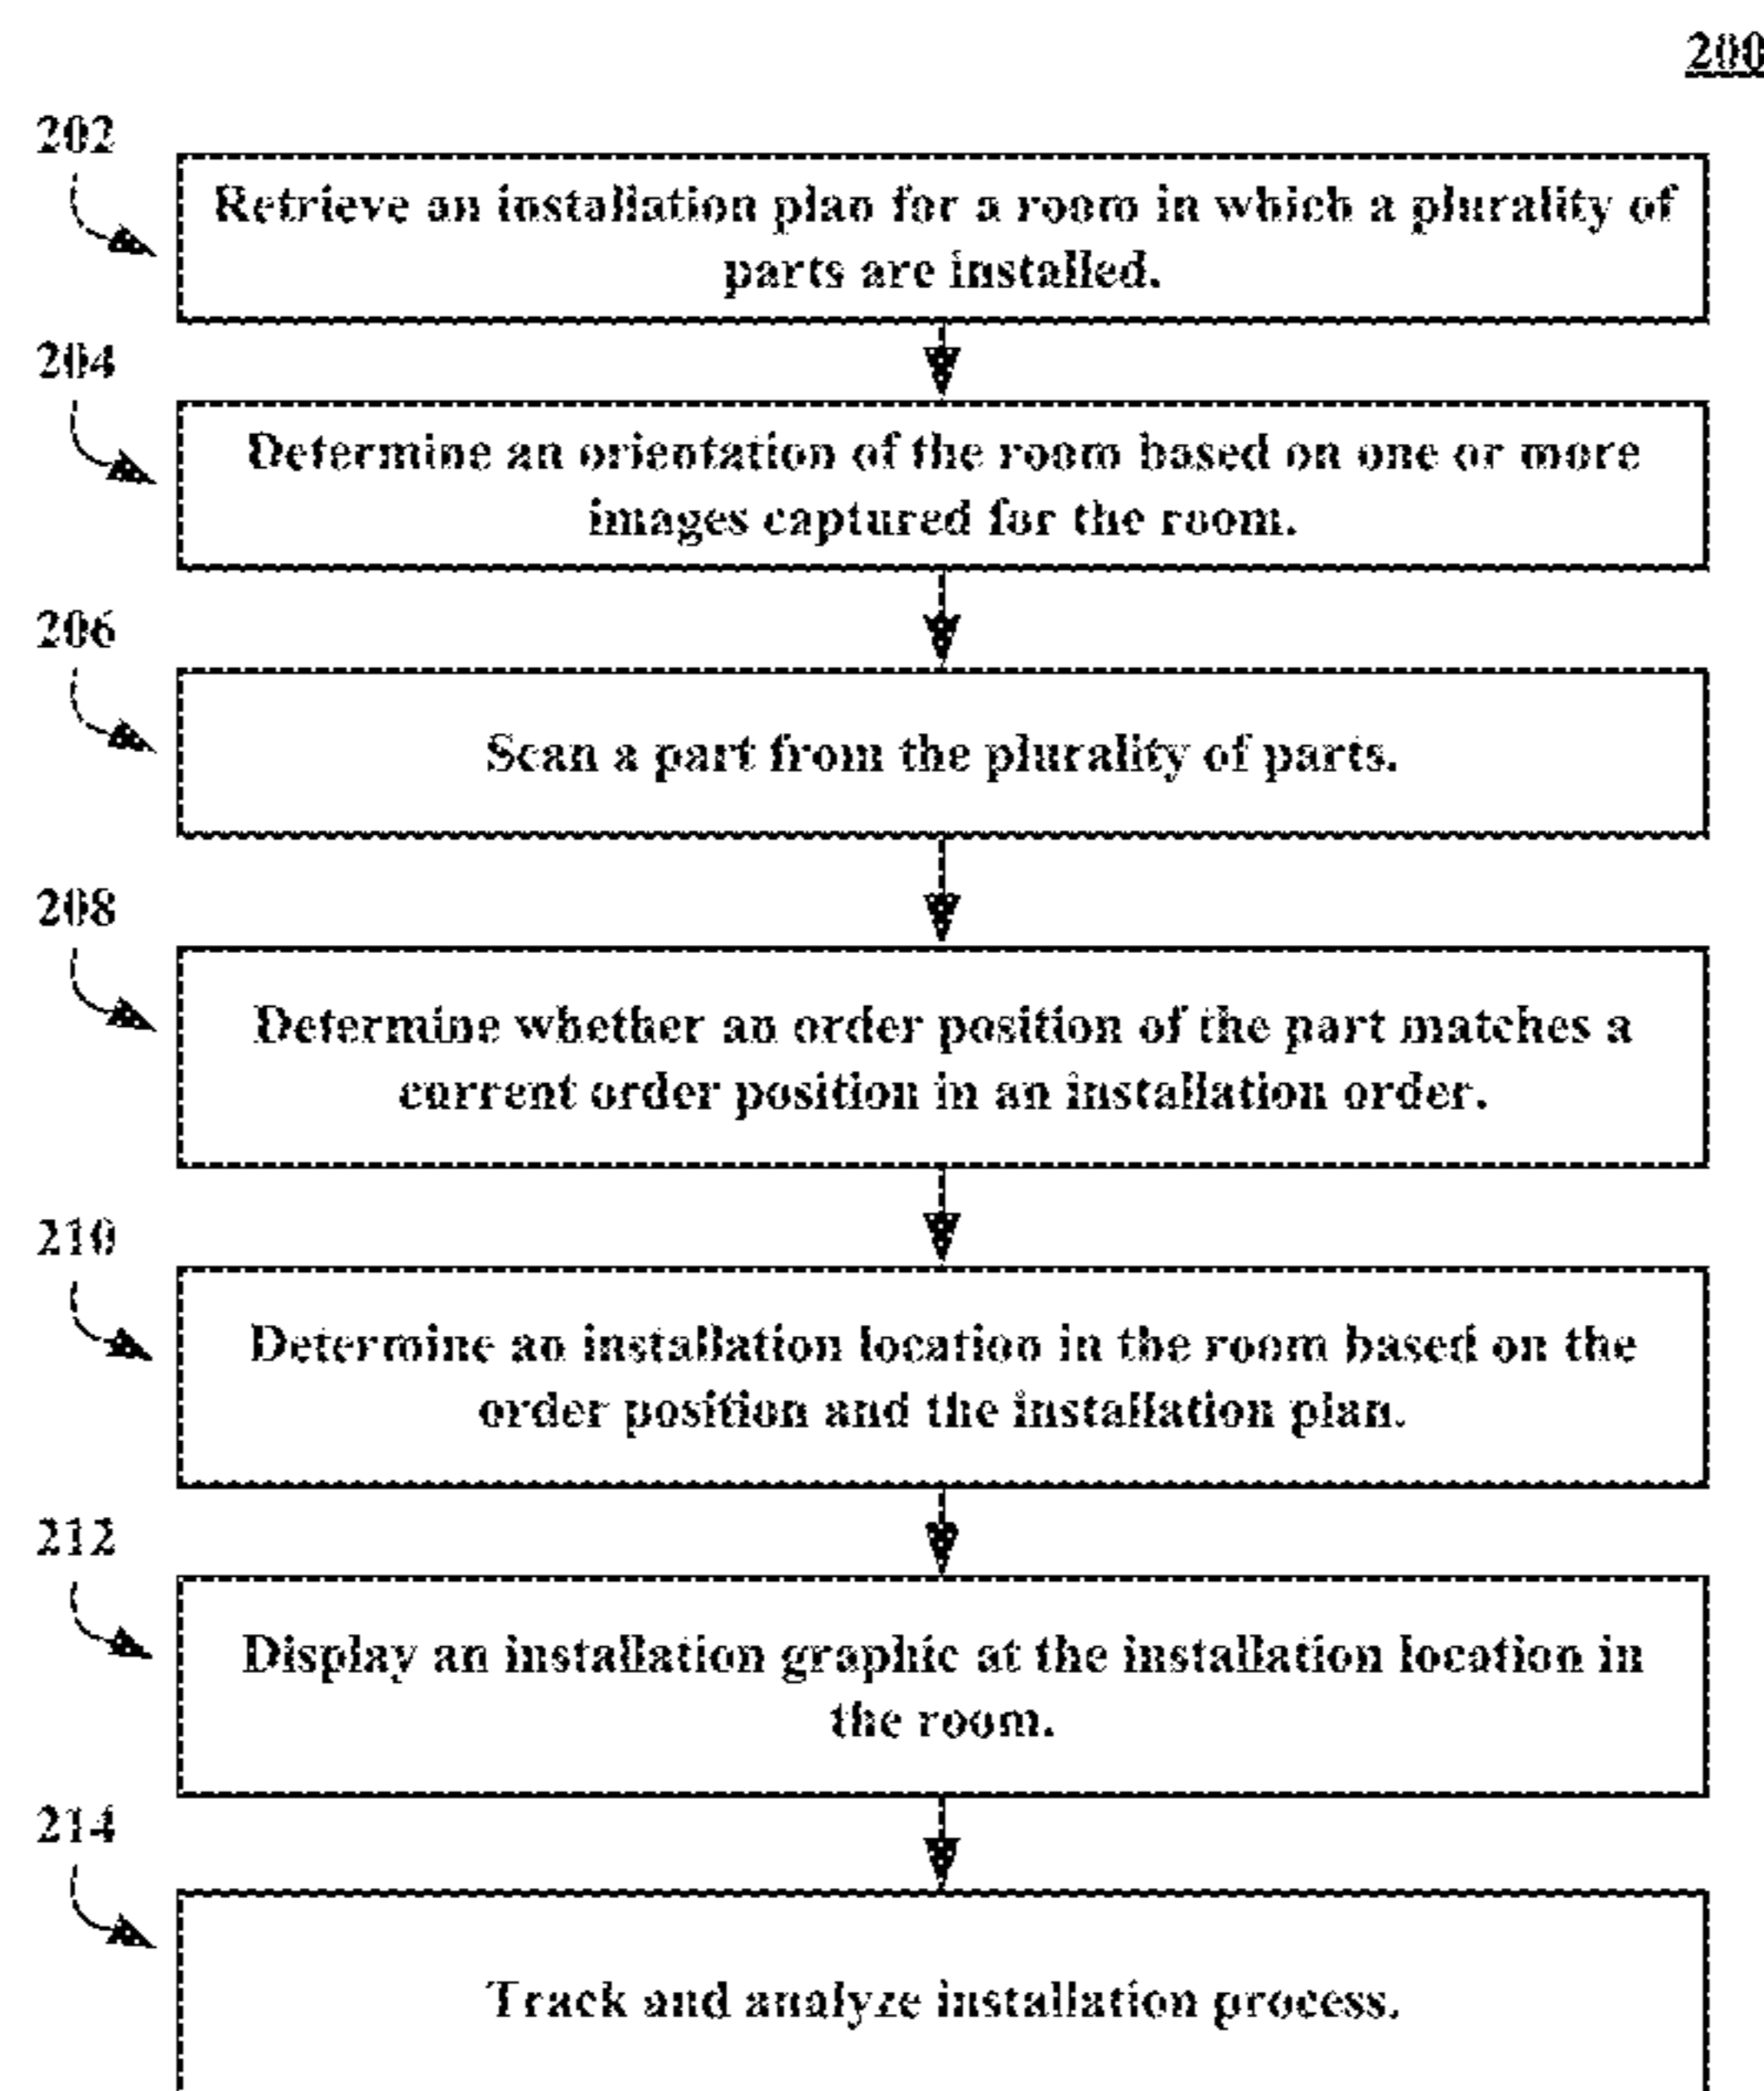 200
202
Retrieve an installation plan for a room in which a plurality of
parts are installed.
204
Determine an orientation of the room based on one or more
images captured for the room.
206
Scan a part from the plurality of parts.
208
Determine whether an order position of the part matches a
current order position in an installation order.
210
Determine an installation location in the room based on the
order position and the installation plan.
212
Display an installation graphic at the installation location in
the room.
214
Track and analyze installation process.